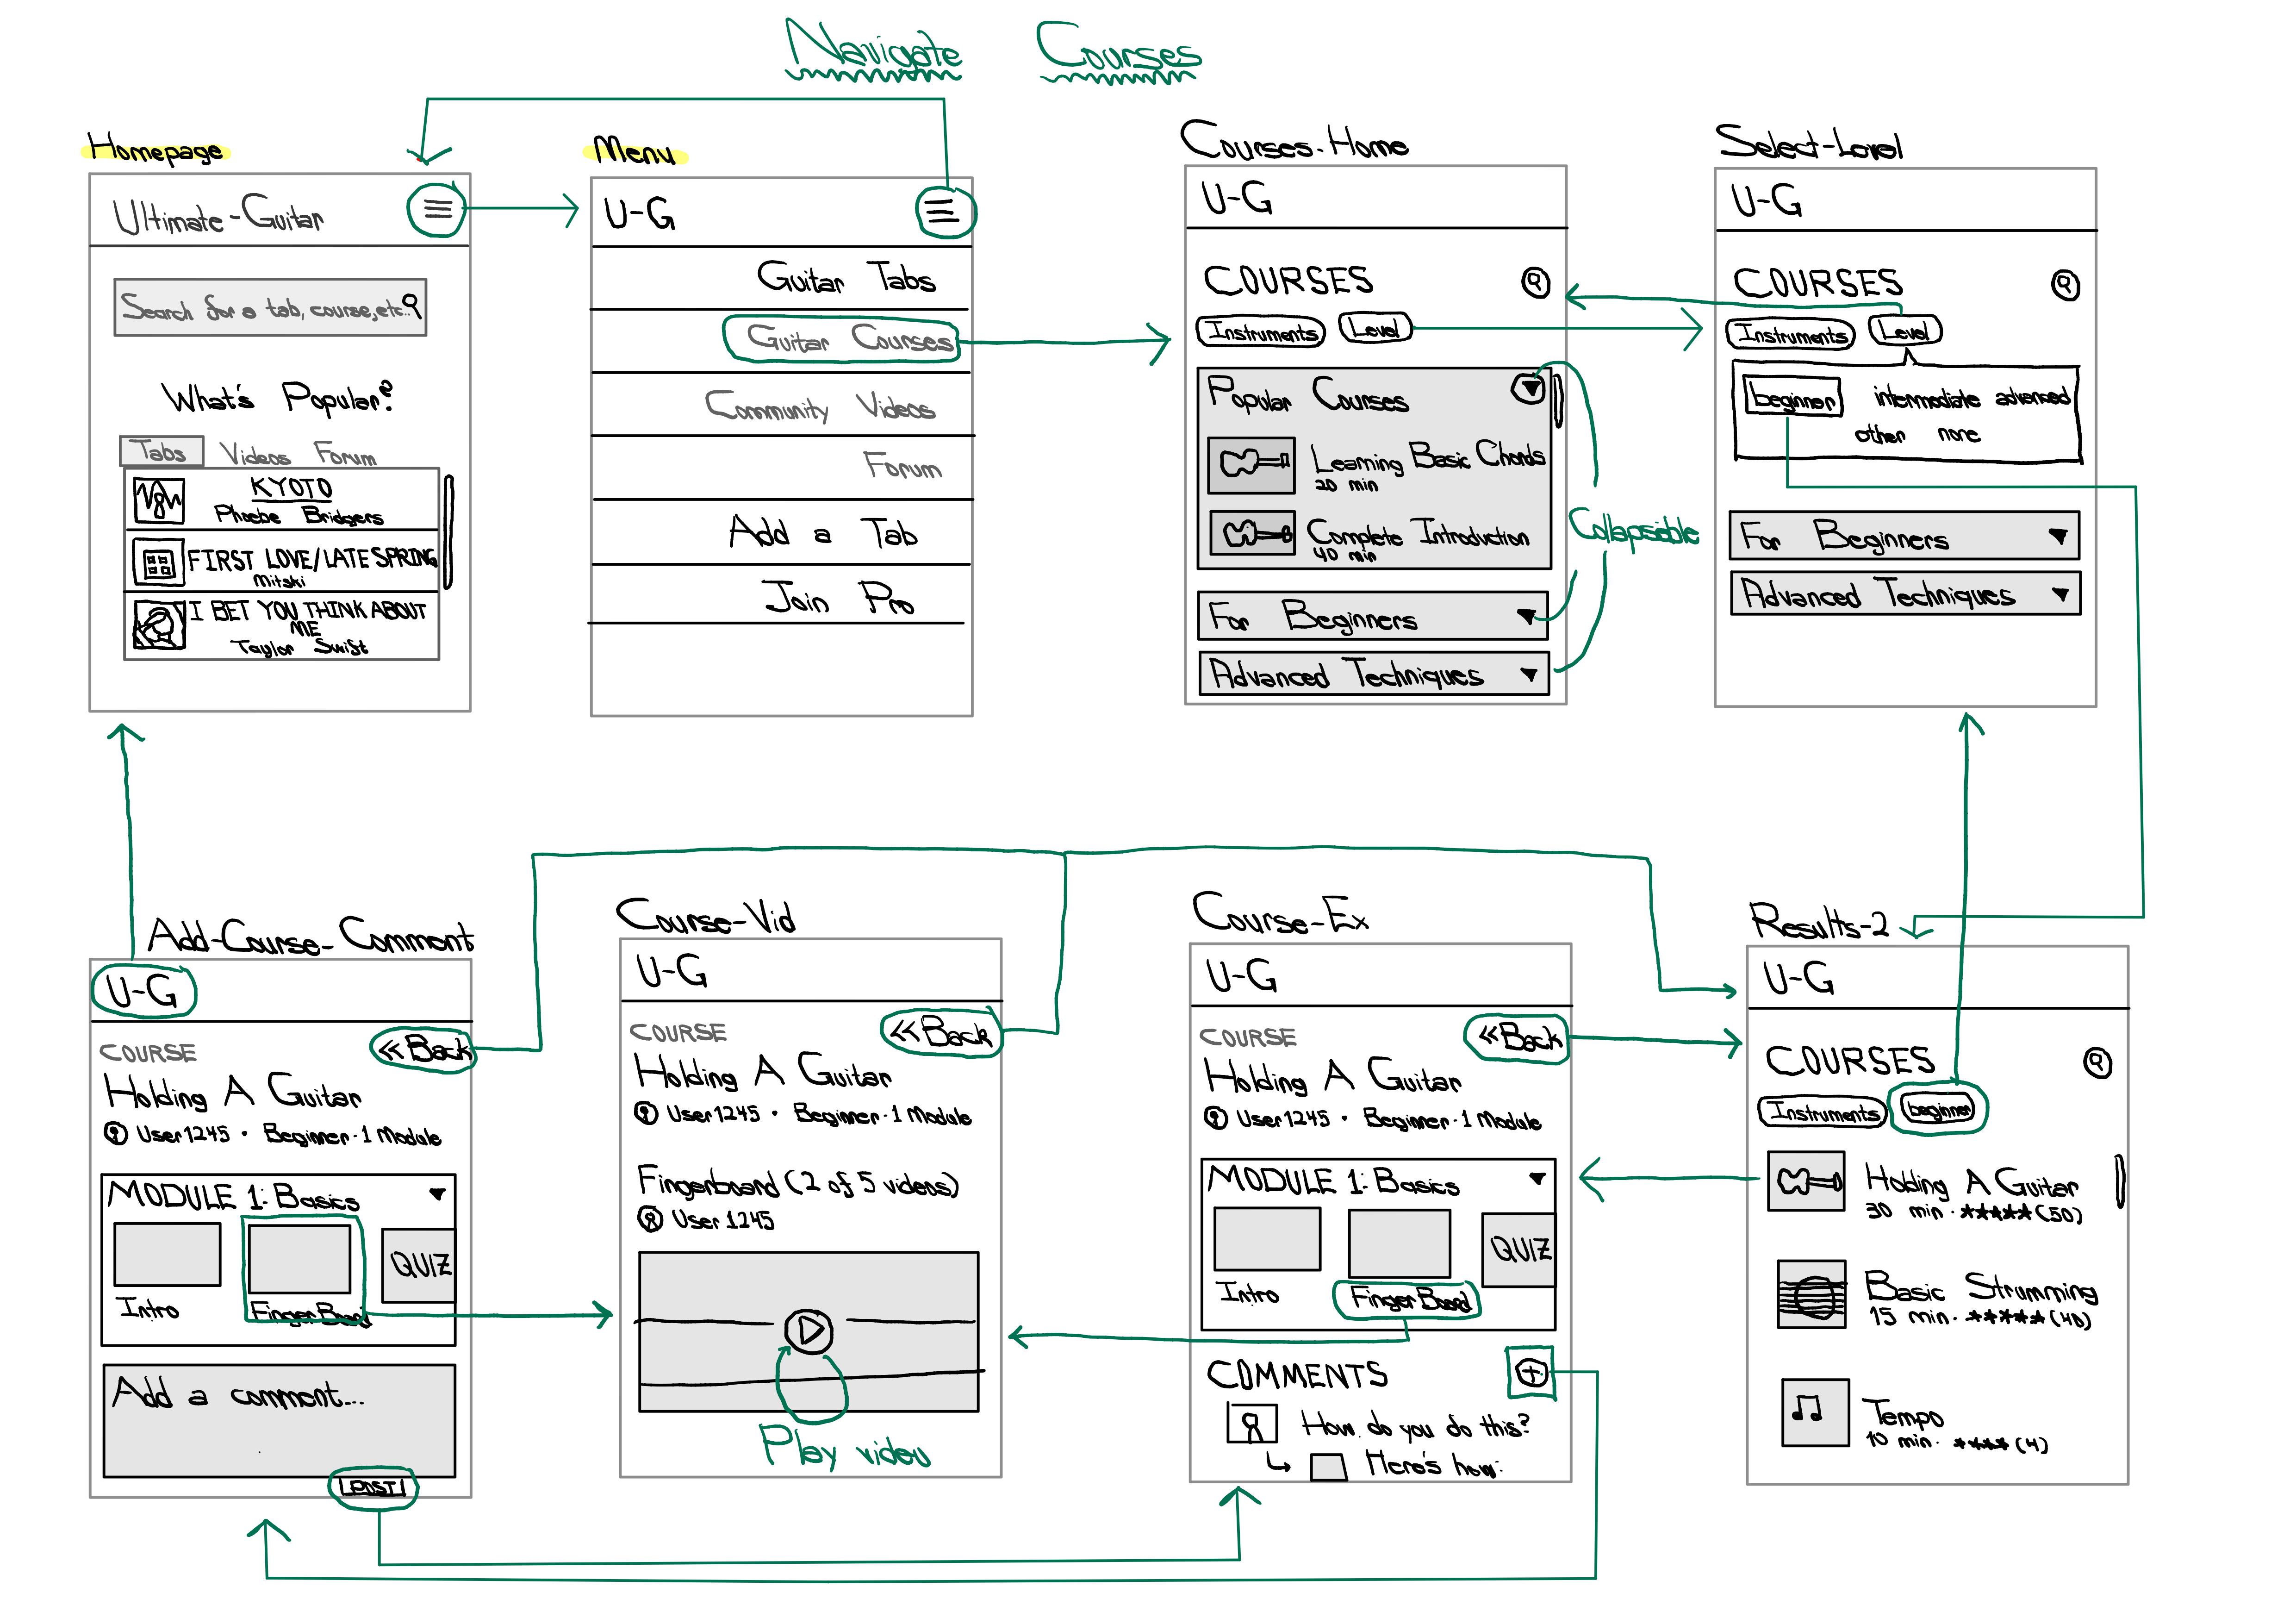 Navigate Courses
Homepage
Ultimate-Guitar
Search for a tab, course, etc..
What's Popular?
Tabs Videos Forum
KYOTO
Phoebe Bridgers
FIRST LOVE/LATE SPRING
Mitski
I BET YOU THINK ABOUT
ME
Taylor Swift
Menu
U-G
Guitar Tabs
Guitar Courses
Community Videos
Forum
Add a Tab
Join Pro
Courses-Home
U-G
COURSES
Instruments Level
Popular Courses
Learning Basic Chords
20 min
Complete Introduction
40 min
For Beginners
Advanced Techniques
Collapseble
Select-Level
U-G
COURSES
Instruments Level
beginner intermediate advanced
other none
For Beginners
Advanced Techniques
Add-Course-Comment
U-G
«Back
COURSE
Holding A Guitar
User1245 · Beginner·1 Module
MODULE 1: Basics
QUIZ
Intro FingerBoard
Add a comment...
POST!
Course-Vid
U-G
«Back
COURSE
Holding A Guitar
User1245 · Beginner·1 Module
Fingerboard (2 of 5 videos)
User 1245
Play video
Course-Ex
U-G
«Back
COURSE
Holding A Guitar
User1245 · Beginner·1 Module
MODULE 1: Basics
QUIZ
Intro FingerBoard
COMMENTS +
How do you do this?
Here's how:
Results-2
U-G
COURSES
Instruments beginner
Holding A Guitar
30 min·★★★★★(50)
Basic Strumming
15 min·★★★★★(40)
Tempo
10 min·★★★★(4)